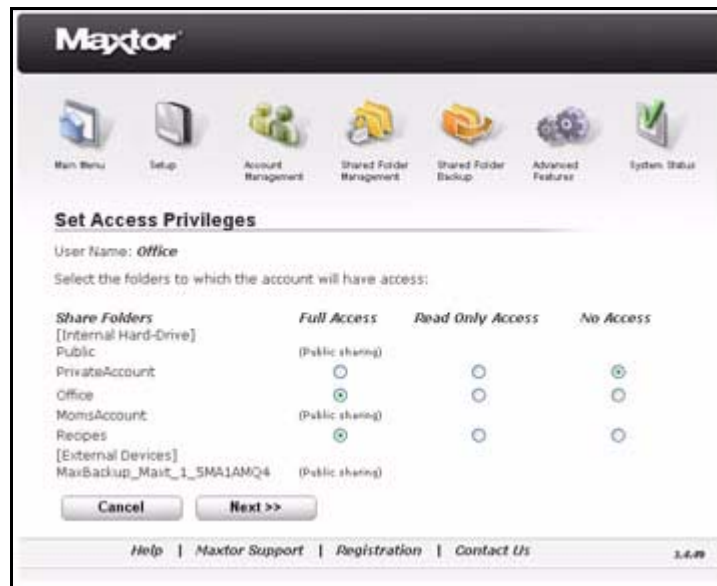 Maxtor
Main Menu
Setup
Account Management
Shared Folder Management
Shared Folder Backup
Advanced Features
System Status
Set Access Privileges
User Name: Office
Select the folders to which the account will have access:
Share Folders Full Access Read Only Access No Access
[Internal Hard-Drive]
Public (Public sharing)
PrivateAccount
Office
MomsAccount (Public sharing)
Recipes
[External Devices]
MaxBackup_Maxt_1_5MA1AMQ4 (Public sharing)
Cancel Next >>
Help | Maxtor Support | Registration | Contact Us